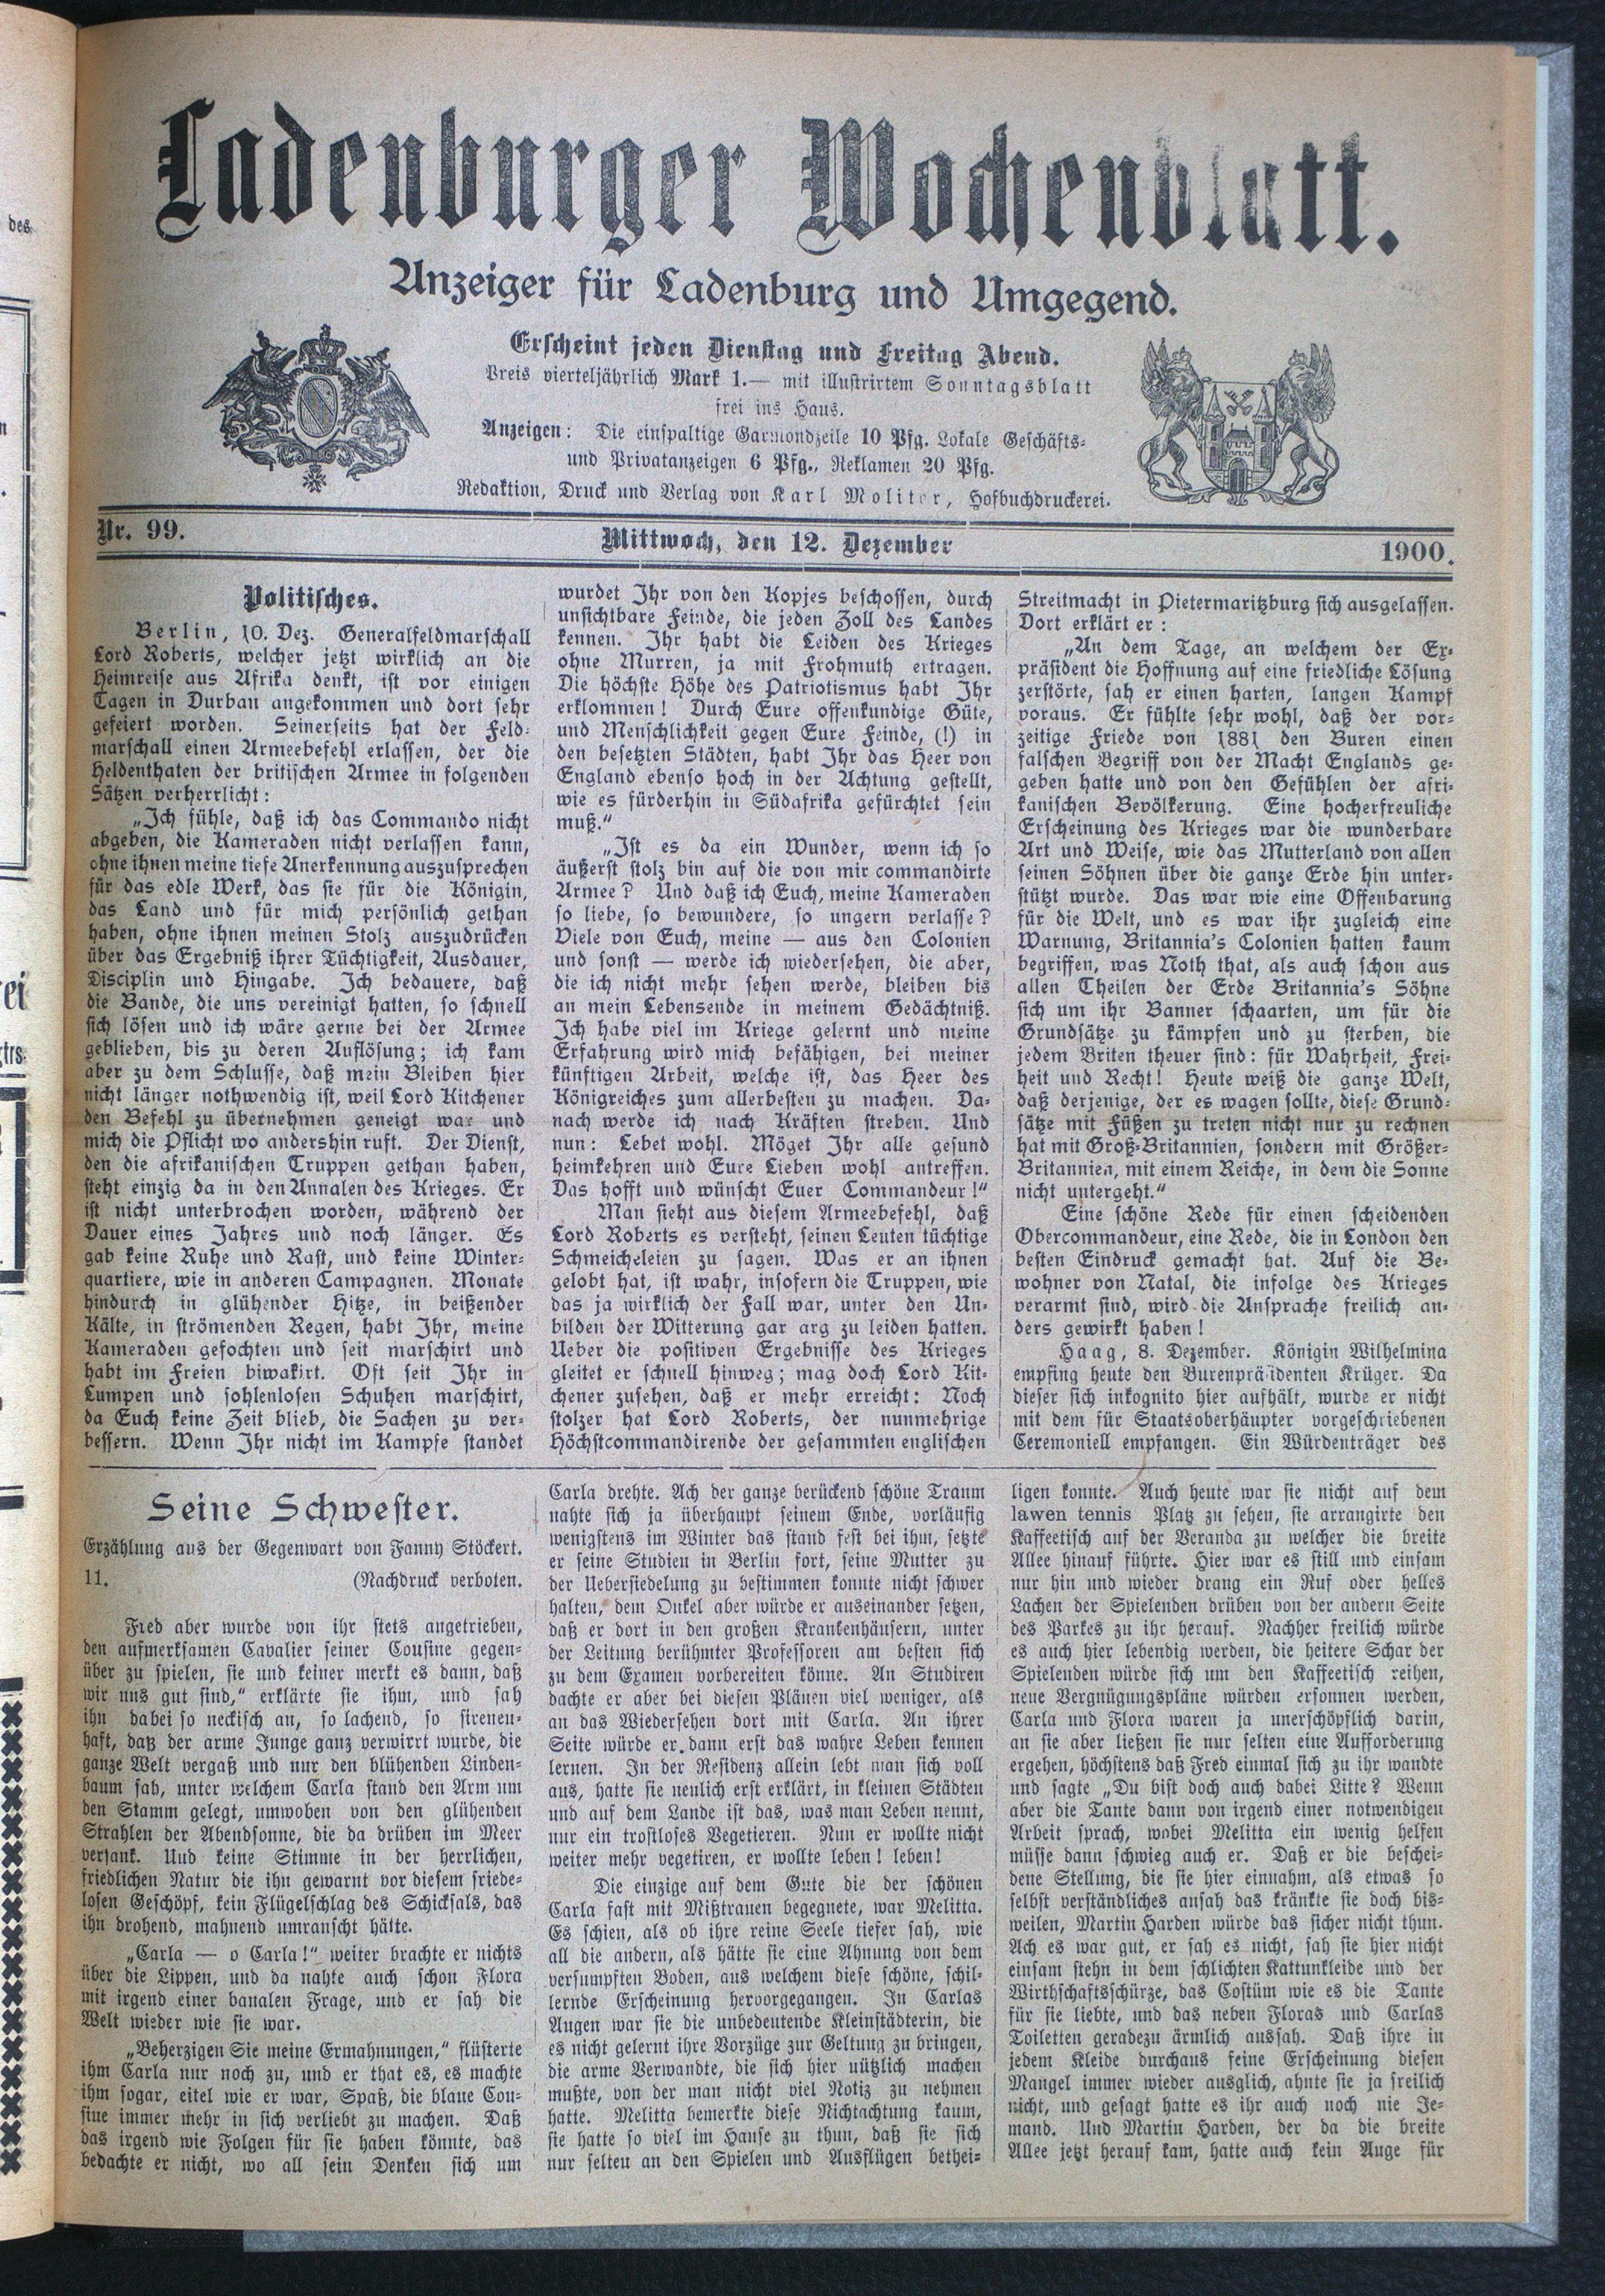 Ladenburger Wochenblatt.
Anzeiger für Ladenburg und Umgegend.
Erscheint jeden Dienstag und Freitag Abend.
Preis vierteljährlich Mark 1.— mit illustrirtem Sonntagsblatt
frei ins Haus.
Anzeigen: Die einspaltige Garmondzeile 10 Pfg. Lokale Geschäfts-
und Privatanzeigen 6 Pfg., Reklamen 20 Pfg.
Redaktion, Druck und Verlag von Karl Molitor, Hofbuchdruckerei.
Nr. 99. Mittwoch, den 12. Dezember 1900.
Politisches.
Berlin, 10. Dez. Generalfeldmarschall
Lord Roberts, welcher jetzt wirklich an die
Heimreise aus Afrika denkt, ist vor einigen
Tagen in Durban angekommen und dort sehr
gefeiert worden. Seinerseits hat der Feld-
marschall einen Armeebefehl erlassen, der die
Heldenthaten der britischen Armee in folgenden
Sätzen verherrlicht:
„Ich fühle, daß ich das Commando nicht
abgeben, die Kameraden nicht verlassen kann,
ohne ihnen meine tiefe Anerkennung auszusprechen
für das edle Werk, das sie für die Königin,
das Land und für mich persönlich gethan
haben, ohne ihnen meinen Stolz auszudrücken
über das Ergebniß ihrer Tüchtigkeit, Ausdauer,
Disciplin und Hingabe. Ich bedauere, daß
die Bande, die uns vereinigt hatten, so schnell
sich lösen und ich wäre gerne bei der Armee
geblieben, bis zu deren Auflösung; ich kam
aber zu dem Schlusse, daß mein Bleiben hier
nicht länger nothwendig ist, weil Lord Kitchener
den Befehl zu übernehmen geneigt war und
mich die Pflicht wo andershin ruft. Der Dienst,
den die afrikanischen Truppen gethan haben,
steht einzig da in den Annalen des Krieges. Er
ist nicht unterbrochen worden, während der
Dauer eines Jahres und noch länger. Es
gab keine Ruhe und Rast, und keine Winter-
quartiere, wie in anderen Campagnen. Monate
hindurch in glühender Hitze, in beißender
Kälte, in strömenden Regen, habt Ihr, meine
Kameraden gefochten und seit marschirt und
habt im Freien biwakirt. Oft seit Ihr in
Lumpen und sohlenlosen Schuhen marschirt,
da Euch keine Zeit blieb, die Sachen zu ver-
bessern. Wenn Ihr nicht im Kampfe standet
wurdet Ihr von den Kopjes beschossen, durch
unsichtbare Feinde, die jeden Zoll des Landes
kennen. Ihr habt die Leiden des Krieges
ohne Murren, ja mit Frohmuth ertragen.
Die höchste Höhe des Patriotismus habt Ihr
erklommen! Durch Eure offenkundige Güte,
und Menschlichkeit gegen Eure Feinde, (!) in
den besetzten Städten, habt Ihr das Heer von
England ebenso hoch in der Achtung gestellt,
wie es fürderhin in Südafrika gefürchtet sein
muß.“
„Ist es da ein Wunder, wenn ich so
äußerst stolz bin auf die von mir commandirte
Armee? Und daß ich Euch, meine Kameraden
so liebe, so bewundere, so ungern verlasse?
Viele von Euch, meine — aus den Colonien
und sonst — werde ich wiedersehen, die aber,
die ich nicht mehr sehen werde, bleiben bis
an mein Lebensende in meinem Gedächtniß.
Ich habe viel im Kriege gelernt und meine
Erfahrung wird mich befähigen, bei meiner
künftigen Arbeit, welche ist, das Heer des
Königreiches zum allerbesten zu machen. Da-
nach werde ich nach Kräften streben. Und
nun: Lebet wohl. Möget Ihr alle gesund
heimkehren und Eure Lieben wohl antreffen.
Das hofft und wünscht Euer Commandeur!“
Man sieht aus diesem Armeebefehl, daß
Lord Roberts es versteht, seinen Leuten tüchtige
Schmeicheleien zu sagen. Was er an ihnen
gelobt hat, ist wahr, insofern die Truppen, wie
das ja wirklich der Fall war, unter den Un-
bilden der Witterung gar arg zu leiden hatten.
Ueber die positiven Ergebnisse des Krieges
gleitet er schnell hinweg; mag doch Lord Kit-
chener zusehen, daß er mehr erreicht: Noch
stolzer hat Lord Roberts, der nunmehrige
Höchstcommandirende der gesammten englischen
Streitmacht in Pietermaritzburg sich ausgelassen.
Dort erklärt er:
„An dem Tage, an welchem der Ex-
präsident die Hoffnung auf eine friedliche Lösung
zerstörte, sah er einen harten, langen Kampf
voraus. Er fühlte sehr wohl, daß der vor-
zeitige Friede von 1881 den Buren einen
falschen Begriff von der Macht Englands ge-
geben hatte und von den Gefühlen der afri-
kanischen Bevölkerung. Eine hocherfreuliche
Erscheinung des Krieges war die wunderbare
Art und Weise, wie das Mutterland von allen
seinen Söhnen über die ganze Erde hin unter-
stützt wurde. Das war wie eine Offenbarung
für die Welt, und es war ihr zugleich eine
Warnung, Britannia's Colonien hatten kaum
begriffen, was Noth that, als auch schon aus
allen Theilen der Erde Britannia's Söhne
sich um ihr Banner schaarten, um für die
Grundsätze zu kämpfen und zu sterben, die
jedem Briten theuer sind: für Wahrheit, Frei-
heit und Recht! Heute weiß die ganze Welt,
daß derjenige, der es wagen sollte, diese Grund-
sätze mit Füßen zu treten nicht nur zu rechnen
hat mit Groß-Britannien, sondern mit Größer-
Britannien, mit einem Reiche, in dem die Sonne
nicht untergeht.“
Eine schöne Rede für einen scheidenden
Obercommandeur, eine Rede, die in London den
besten Eindruck gemacht hat. Auf die Be-
wohner von Natal, die infolge des Krieges
verarmt sind, wird die Ansprache freilich an-
ders gewirkt haben!
Haag, 8. Dezember. Königin Wilhelmina
empfing heute den Burenpräsidenten Krüger. Da
dieser sich inkognito hier aufhält, wurde er nicht
mit dem für Staatsoberhäupter vorgeschriebenen
Ceremoniell empfangen. Ein Würdenträger des
Seine Schwester.
Erzählung aus der Gegenwart von Fanny Stöckert.
11. (Nachdruck verboten.
Fred aber wurde von ihr stets angetrieben,
den aufmerksamen Cavalier seiner Cousine gegen-
über zu spielen, sie und keiner merkt es dann, daß
wir uns gut sind,“ erklärte sie ihm, und sah
ihn dabei so neckisch an, so lachend, so sirenen-
haft, daß der arme Junge ganz verwirrt wurde, die
ganze Welt vergaß und nur den blühenden Linden-
baum sah, unter welchem Carla stand den Arm um
den Stamm gelegt, umwoben von den glühenden
Strahlen der Abendsonne, die da drüben im Meer
versank. Und keine Stimme in der herrlichen,
friedlichen Natur die ihn gewarnt vor diesem friede-
losen Geschöpf, kein Flügelschlag des Schicksals, das
ihn drohend, mahnend umrauscht hätte.
„Carla — o Carla!“ weiter brachte er nichts
über die Lippen, und da nahte auch schon Flora
mit irgend einer banalen Frage, und er sah die
Welt wieder wie sie war.
„Beherzigen Sie meine Ermahnungen,“ flüsterte
ihm Carla nur noch zu, und er that es, es machte
ihm sogar, eitel wie er war, Spaß, die blaue Cou-
sine immer mehr in sich verliebt zu machen. Daß
das irgend wie Folgen für sie haben könnte, das
bedachte er nicht, wo all sein Denken sich um
Carla drehte. Ach der ganze berückend schöne Traum
nahte sich ja überhaupt seinem Ende, vorläufig
wenigstens im Winter das stand fest bei ihm, setzte
er seine Studien in Berlin fort, seine Mutter zu
der Uebersiedelung zu bestimmen konnte nicht schwer
halten, dem Onkel aber würde er auseinander setzen,
daß er dort in den großen Krankenhäusern, unter
der Leitung berühmter Professoren am besten sich
zu dem Examen vorbereiten könne. An Studiren
dachte er aber bei diesen Plänen viel weniger, als
an das Wiedersehen dort mit Carla. An ihrer
Seite würde er dann erst das wahre Leben kennen
lernen. In der Residenz allein lebt man sich voll
aus, hatte sie neulich erst erklärt, in kleinen Städten
und auf dem Lande ist das, was man Leben nennt,
nur ein trostloses Vegetieren. Nun er wollte nicht
weiter mehr vegetiren, er wollte leben! leben!
Die einzige auf dem Gute die der schönen
Carla fast mit Mißtrauen begegnete, war Melitta.
Es schien, als ob ihre reine Seele tiefer sah, wie
all die andern, als hätte sie eine Ahnung von dem
versumpften Boden, aus welchem diese schöne, schil-
lernde Erscheinung hervorgegangen. In Carlas
Augen war sie die unbedeutende Kleinstädterin, die
es nicht gelernt ihre Vorzüge zur Geltung zu bringen,
die arme Verwandte, die sich hier nützlich machen
mußte, von der man nicht viel Notiz zu nehmen
hatte. Melitta bemerkte diese Nichtachtung kaum,
sie hatte so viel im Hause zu thun, daß sie sich
nur selten an den Spielen und Ausflügen bethei-
ligen konnte. Auch heute war sie nicht auf dem
lawen tennis Platz zu sehen, sie arrangirte den
Kaffeetisch auf der Veranda zu welcher die breite
Allee hinauf führte. Hier war es still und einsam
nur hin und wieder drang ein Ruf oder helles
Lachen der Spielenden drüben von der andern Seite
des Parkes zu ihr herauf. Nachher freilich würde
es auch hier lebendig werden, die heitere Schar der
Spielenden würde sich um den Kaffeetisch reihen,
neue Vergnügungspläne würden ersonnen werden,
Carla und Flora waren ja unerschöpflich darin,
an sie aber ließen sie nur selten eine Aufforderung
ergehen, höchstens daß Fred einmal sich zu ihr wandte
und sagte „Du bist doch auch dabei Litte? Wenn
aber die Tante dann von irgend einer notwendigen
Arbeit sprach, wobei Melitta ein wenig helfen
müsse dann schwieg auch er. Daß er die beschei-
dene Stellung, die sie hier einnahm, als etwas so
selbst verständliches ansah das kränkte sie doch bis-
weilen, Martin Harden würde das sicher nicht thun.
Ach es war gut, er sah es nicht, sah sie hier nicht
einsam stehn in dem schlichten Kattunkleide und der
Wirthschaftsschürze, das Costüm wie es die Tante
für sie liebte, und das neben Floras und Carlas
Toiletten geradezu ärmlich aussah. Daß ihre in
jedem Kleide durchaus feine Erscheinung diesen
Mangel immer wieder ausglich, ahnte sie ja freilich
nicht, und gesagt hatte es ihr auch noch nie Je-
mand. Und Martin Harden, der da die breite
Allee jetzt herauf kam, hatte auch kein Auge für